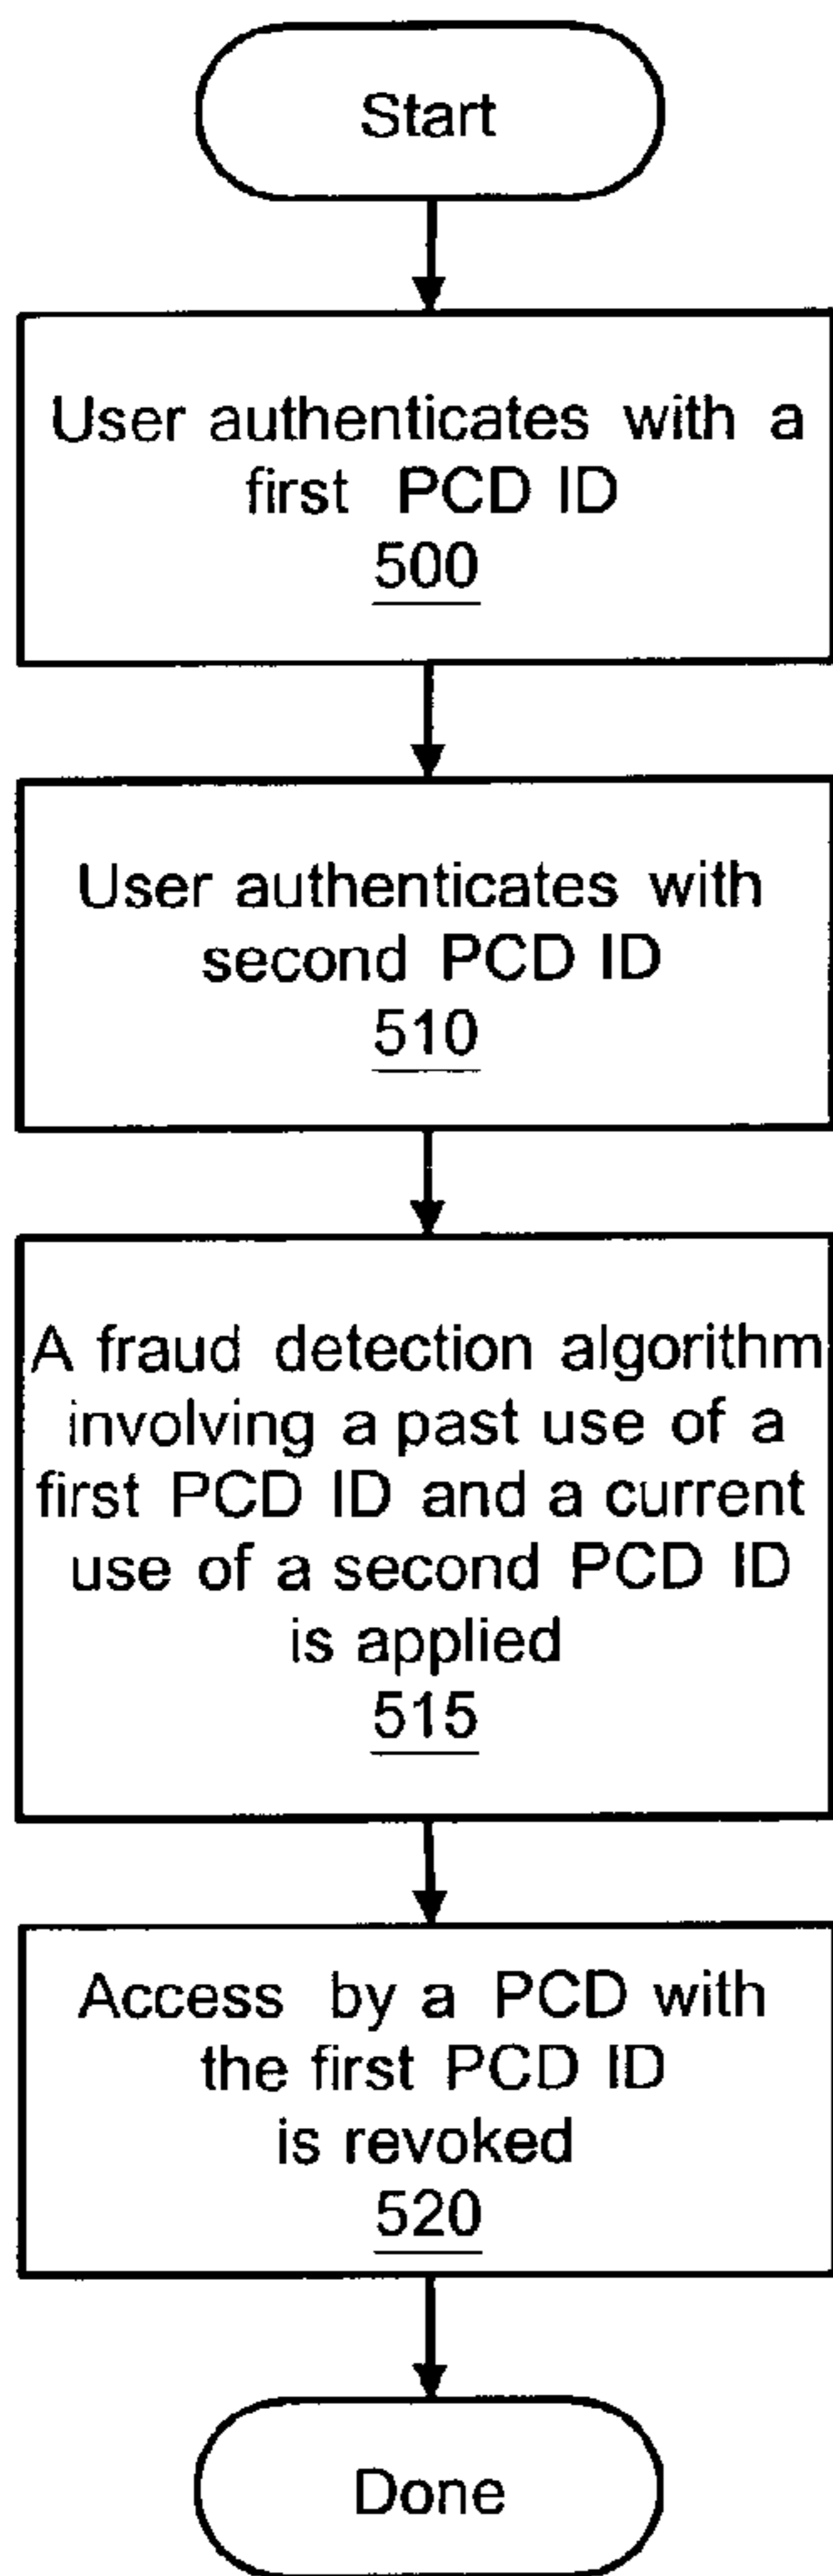 Start
User authenticates with a
first PCD ID
500
User authenticates with
second PCD ID
510
A fraud detection algorithm
involving a past use of a
first PCD ID and a current
use of a second PCD ID
is applied
515
Access by a PCD with
the first PCD ID
is revoked
520
Done